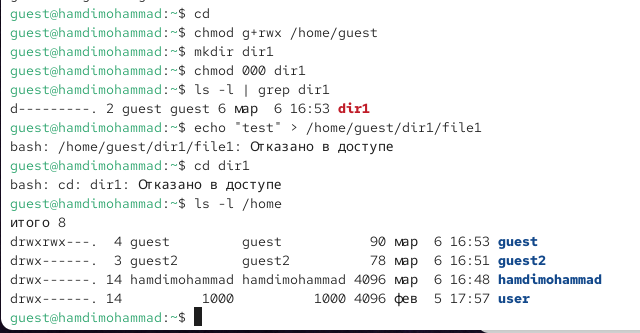 guest@hamdimohammad:~$ cd
guest@hamdimohammad:~$ chmod g+rwx /home/guest
guest@hamdimohammad:~$ mkdir dir1
guest@hamdimohammad:~$ chmod 000 dir1
guest@hamdimohammad:~$ ls -l | grep dir1
d---------. 2 guest guest 6 мар  6 16:53 dir1
guest@hamdimohammad:~$ echo "test" > /home/guest/dir1/file1
bash: /home/guest/dir1/file1: Отказано в доступе
guest@hamdimohammad:~$ cd dir1
bash: cd: dir1: Отказано в доступе
guest@hamdimohammad:~$ ls -l /home
итого 8
drwxrwx---.  4 guest         guest           90 мар  6 16:53 guest
drwx------.  3 guest2        guest2          78 мар  6 16:51 guest2
drwx------. 14 hamdimohammad hamdimohammad 4096 мар  6 16:48 hamdimohammad
drwx------. 14          1000          1000 4096 фев  5 17:57 user
guest@hamdimohammad:~$